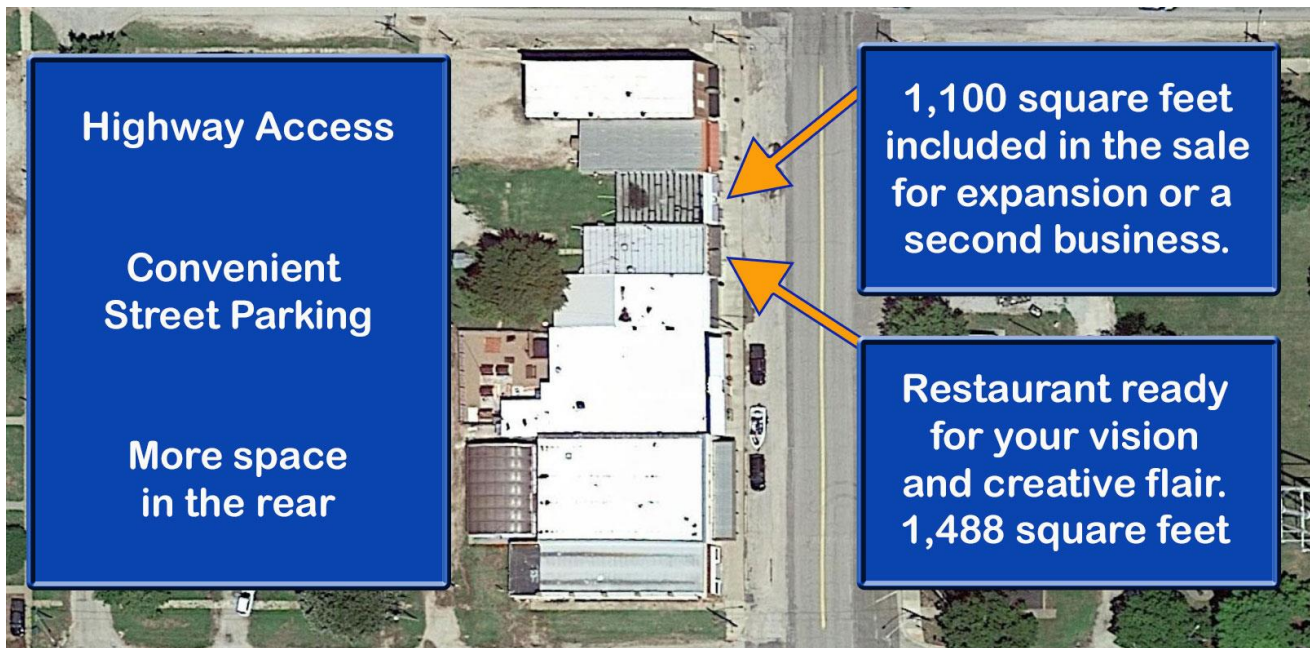 Highway Access
Convenient
Street Parking
More space
in the rear
1,100 square feet
included in the sale
for expansion or a
second business.
Restaurant ready
for your vision
and creative flair.
1,488 square feet